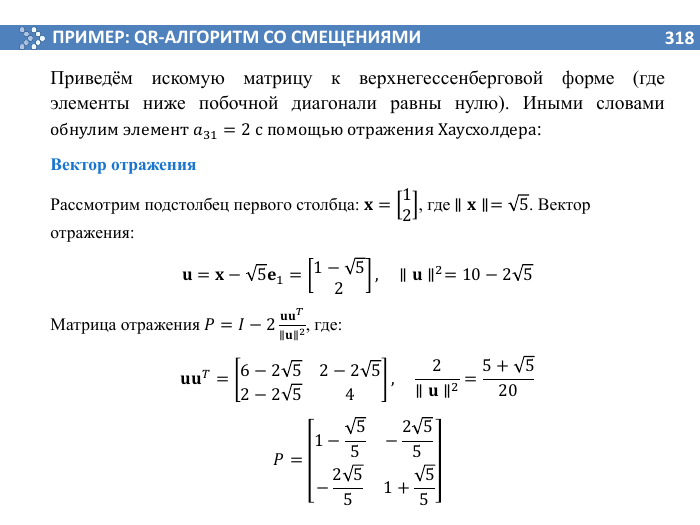 ПРИМЕР: QR-АЛГОРИТМ СО СМЕЩЕНИЯМИ 318
Приведём искомую матрицу к верхнегессенберговой форме (где
элементы ниже побочной диагонали равны нулю). Иными словами
обнулим элемент $a_{31} = 2$ с помощью отражения Хаусхолдера:
Вектор отражения
Рассмотрим подстолбец первого столбца: $\mathbf{x} = \begin{bmatrix} 1 \\ 2 \end{bmatrix}$, где $\| \mathbf{x} \| = \sqrt{5}$. Вектор
отражения:
$\mathbf{u} = \mathbf{x} - \sqrt{5}\mathbf{e}_1 = \begin{bmatrix} 1 - \sqrt{5} \\ 2 \end{bmatrix}, \quad \| \mathbf{u} \|^2 = 10 - 2\sqrt{5}$
Матрица отражения $P = I - 2\frac{\mathbf{u}\mathbf{u}^T}{\|\mathbf{u}\|^2}$, где:
$\mathbf{u}\mathbf{u}^T = \begin{bmatrix} 6 - 2\sqrt{5} & 2 - 2\sqrt{5} \\ 2 - 2\sqrt{5} & 4 \end{bmatrix}, \quad \frac{2}{\| \mathbf{u} \|^2} = \frac{5 + \sqrt{5}}{20}$
$P = \begin{bmatrix} 1 - \frac{\sqrt{5}}{5} & -\frac{2\sqrt{5}}{5} \\ -\frac{2\sqrt{5}}{5} & 1 + \frac{\sqrt{5}}{5} \end{bmatrix}$